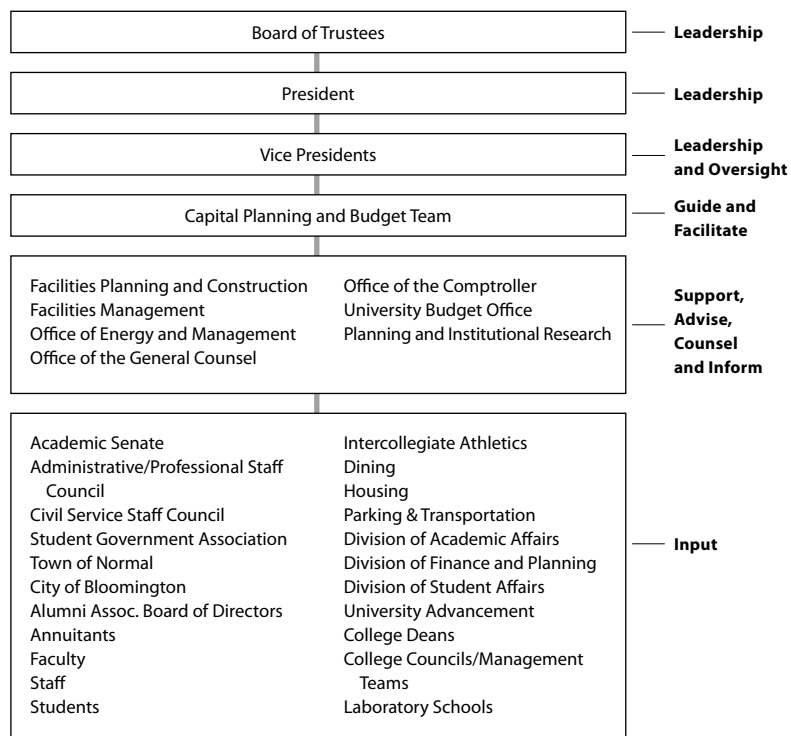 Board of Trustees
Leadership
President
Leadership
Vice Presidents
Leadership
and Oversight
Capital Planning and Budget Team
Guide and
Facilitate
Facilities Planning and Construction
Facilities Management
Office of Energy and Management
Office of the General Counsel
Office of the Comptroller
University Budget Office
Planning and Institutional Research
Support,
Advise,
Counsel
and Inform
Academic Senate
Administrative/Professional Staff
Council
Civil Service Staff Council
Student Government Association
Town of Normal
City of Bloomington
Alumni Assoc. Board of Directors
Annuitants
Faculty
Staff
Students
Intercollegiate Athletics
Dining
Housing
Parking & Transportation
Division of Academic Affairs
Division of Finance and Planning
Division of Student Affairs
University Advancement
College Deans
College Councils/Management
Teams
Laboratory Schools
Input